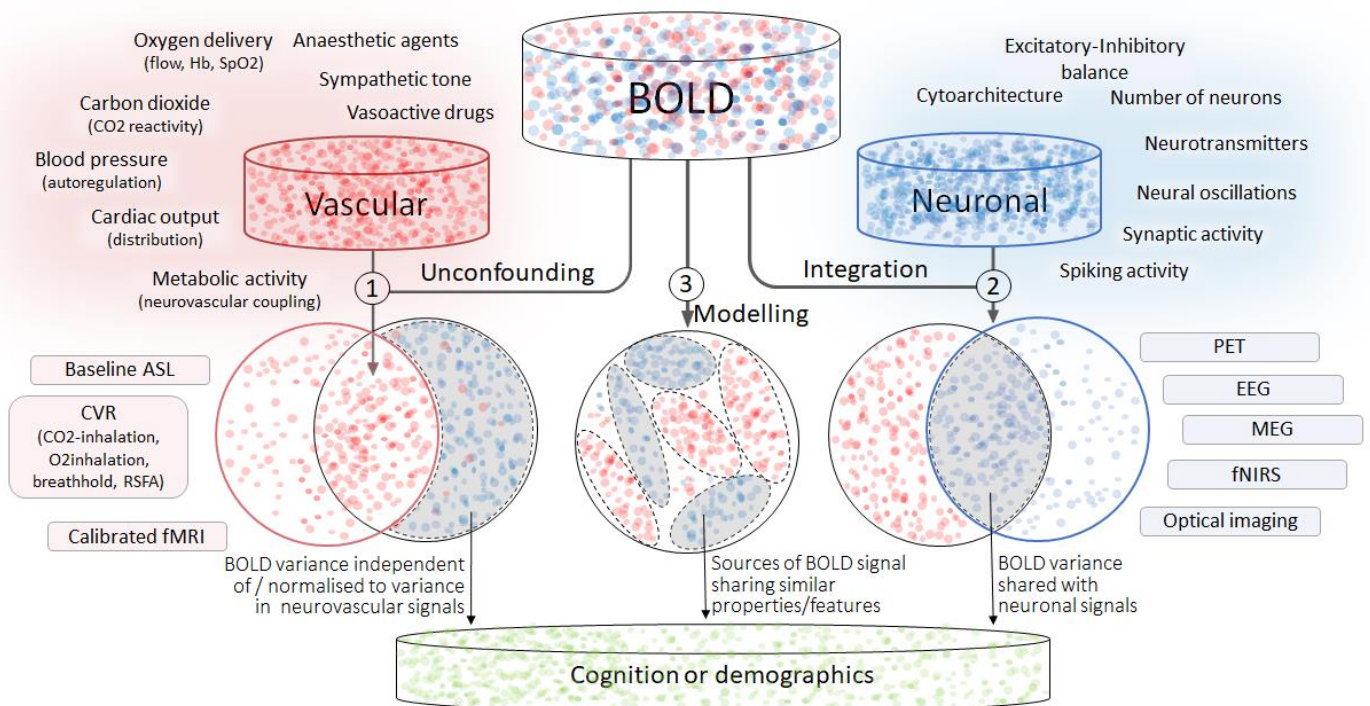 BOLD
Oxygen delivery
(flow, Hb, SpO2)
Anaesthetic agents
Sympathetic tone
Carbon dioxide
(CO2 reactivity)
Vasoactive drugs
Blood pressure
(autoregulation)
Vascular
Cardiac output
(distribution)
Metabolic activity
(neurovascular coupling)
Excitatory-Inhibitory
balance
Cytoarchitecture
Number of neurons
Neurotransmitters
Neuronal
Neural oscillations
Synaptic activity
Spiking activity
1
Unconfounding
3
Modelling
Integration
2
Baseline ASL
CVR
(CO2-inhalation,
O2inhalation,
breathhold, RSFA)
Calibrated fMRI
PET
EEG
MEG
fNIRS
Optical imaging
BOLD variance independent
of / normalised to variance
in neurovascular signals
Sources of BOLD signal
sharing similar
properties/features
BOLD variance
shared with
neuronal signals
Cognition or demographics